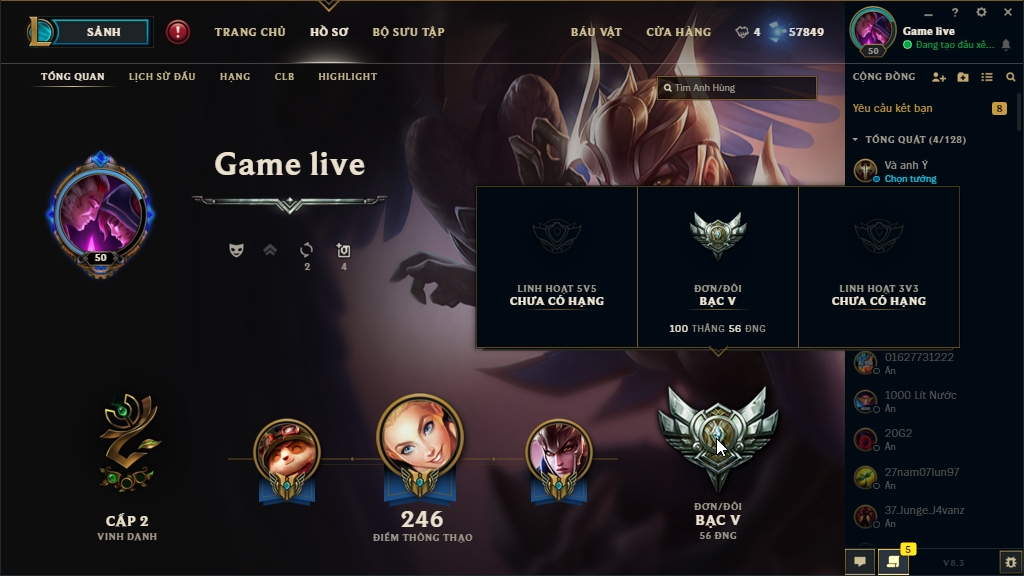 SẢNH
TRANG CHỦ
HỒ SƠ
BỘ SƯU TẬP
BÁU VẬT
CỬA HÀNG
4
57849
50
Game live
Đang tạo đấu xế...
TỔNG QUAN
LỊCH SỬ ĐẤU
HẠNG
CLB
HIGHLIGHT
Tìm Anh Hùng
CỘNG ĐỒNG
Yêu cầu kết bạn
8
TỔNG QUÁT (4/128)
Và anh Ý
Chọn tướng
Game live
50
2
4
LINH HOẠT 5V5
CHƯA CÓ HẠNG
ĐƠN/ĐÔI
BẠC V
100 THẮNG 56 ĐNG
LINH HOẠT 3V3
CHƯA CÓ HẠNG
01627731222
Ẩn
1000 Lít Nước
Ẩn
20G2
Ẩn
27nam07lun97
Ẩn
37.Junge.J4vanz
Ẩn
CẤP 2
VINH DANH
246
ĐIỂM THÔNG THẠO
ĐƠN/ĐÔI
BẠC V
56 ĐNG
5
V8.3